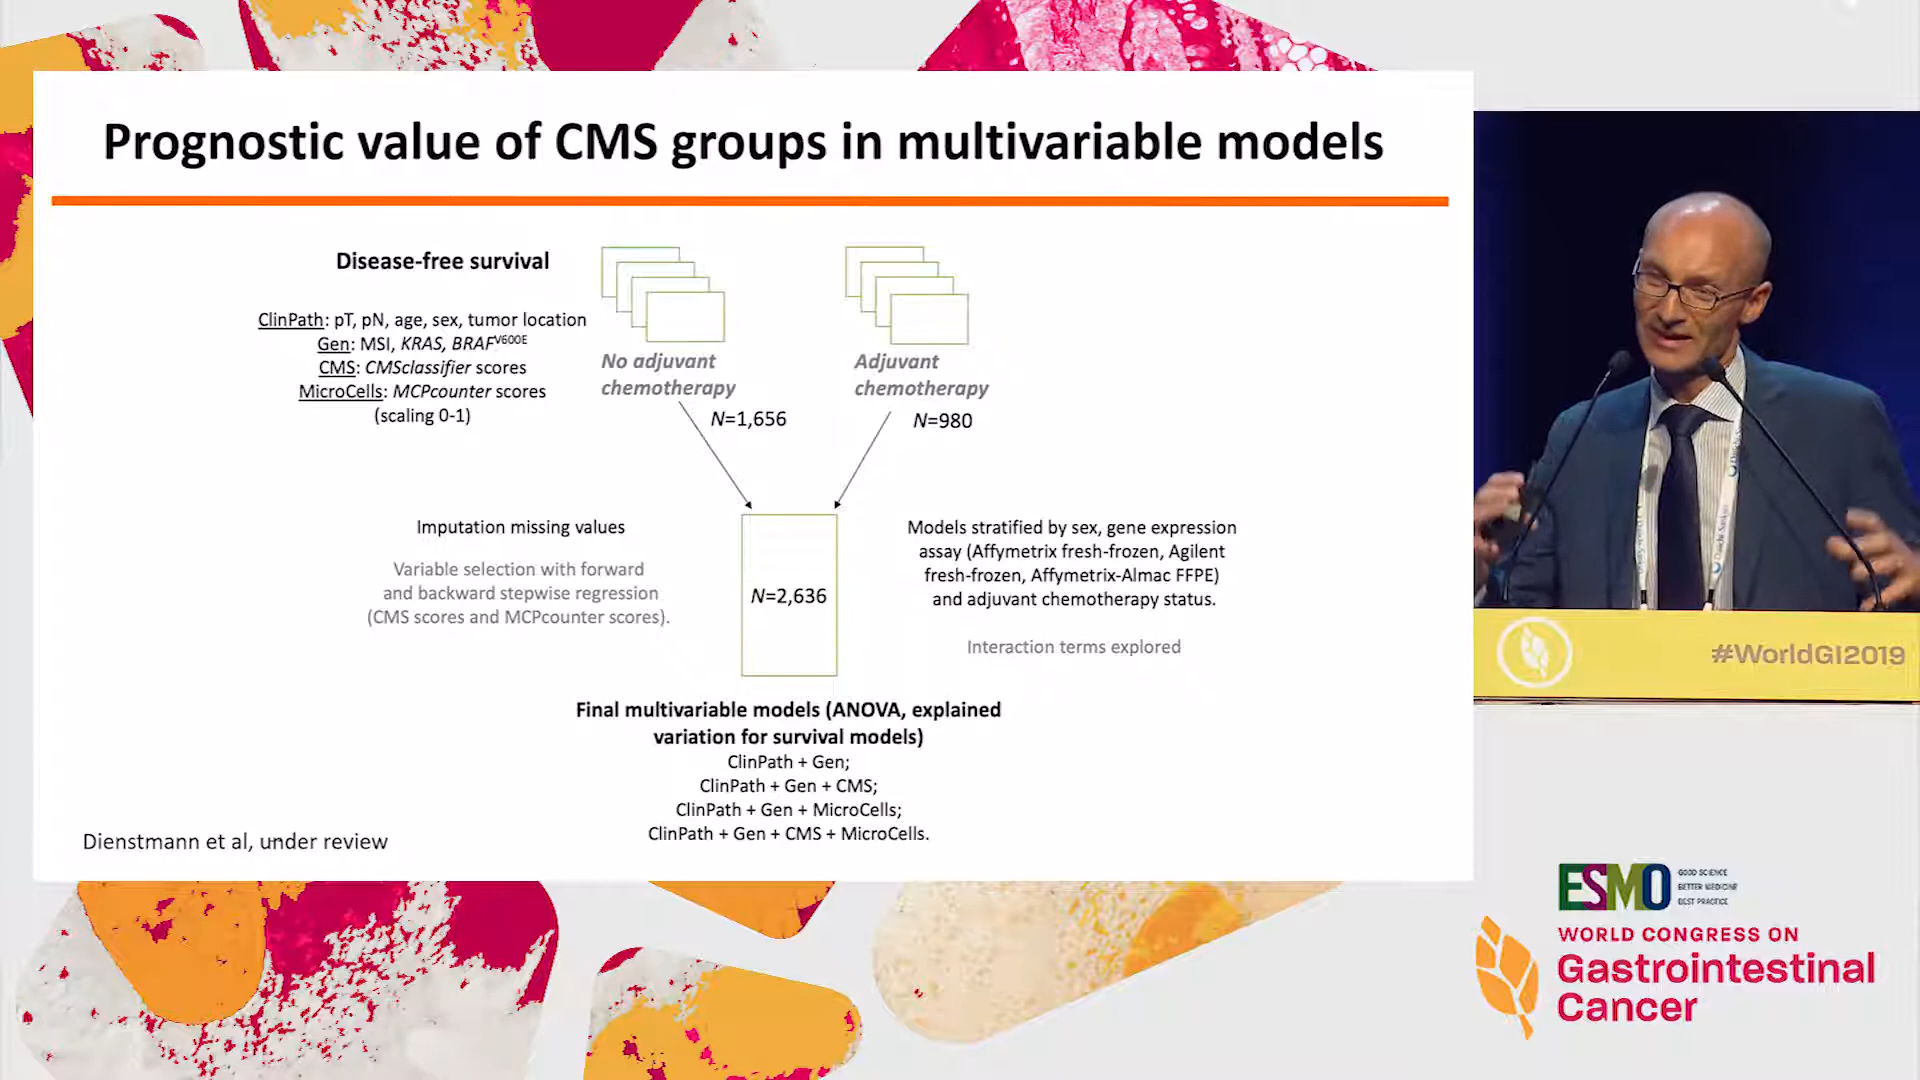 Prognostic value of CMS groups in multivariable models
Disease-free survival
ClinPath: pT, pN, age, sex, tumor location
Gen: MSI, KRAS, BRAFV600E
CMS: CMSclassifier scores
MicroCells: MCPcounter scores
(scaling 0-1)
No adjuvant
chemotherapy
N=1,656
Adjuvant
chemotherapy
N=980
Imputation missing values
Variable selection with forward
and backward stepwise regression
(CMS scores and MCPcounter scores).
N=2,636
Models stratified by sex, gene expression
assay (Affymetrix fresh-frozen, Agilent
fresh-frozen, Affymetrix-Almac FFPE)
and adjuvant chemotherapy status.
Interaction terms explored
Final multivariable models (ANOVA, explained
variation for survival models)
ClinPath + Gen;
ClinPath + Gen + CMS;
ClinPath + Gen + MicroCells;
ClinPath + Gen + CMS + MicroCells.
Dienstmann et al, under review
#WorldGI2019
ESMO
GOOD SCIENCE
BETTER MEDICINE
BEST PRACTICE
WORLD CONGRESS ON
Gastrointestinal
Cancer